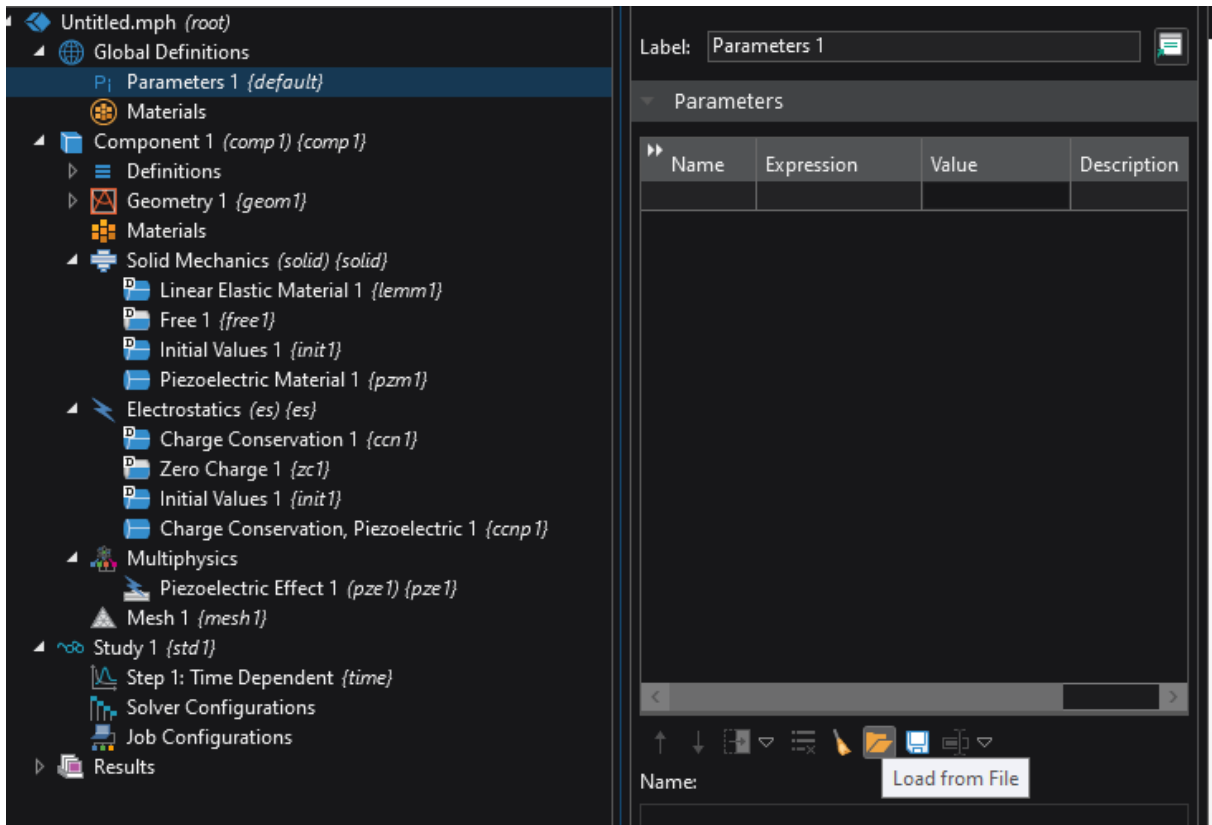 Untitled.mph (root)
Global Definitions
Pi Parameters 1 {default}
Materials
Component 1 (comp1) {comp1}
Definitions
Geometry 1 {geom1}
Materials
Solid Mechanics (solid) {solid}
D Linear Elastic Material 1 {lemm1}
D Free 1 {free1}
D Initial Values 1 {init1}
Piezoelectric Material 1 {pzm1}
Electrostatics (es) {es}
D Charge Conservation 1 {ccn1}
D Zero Charge 1 {zc1}
D Initial Values 1 {init1}
Charge Conservation, Piezoelectric 1 {ccnp1}
Multiphysics
Piezoelectric Effect 1 (pze1) {pze1}
Mesh 1 {mesh1}
Study 1 {std1}
Step 1: Time Dependent {time}
Solver Configurations
Job Configurations
Results
Label: Parameters 1
Parameters
Name Expression Value Description
Load from File
Name: